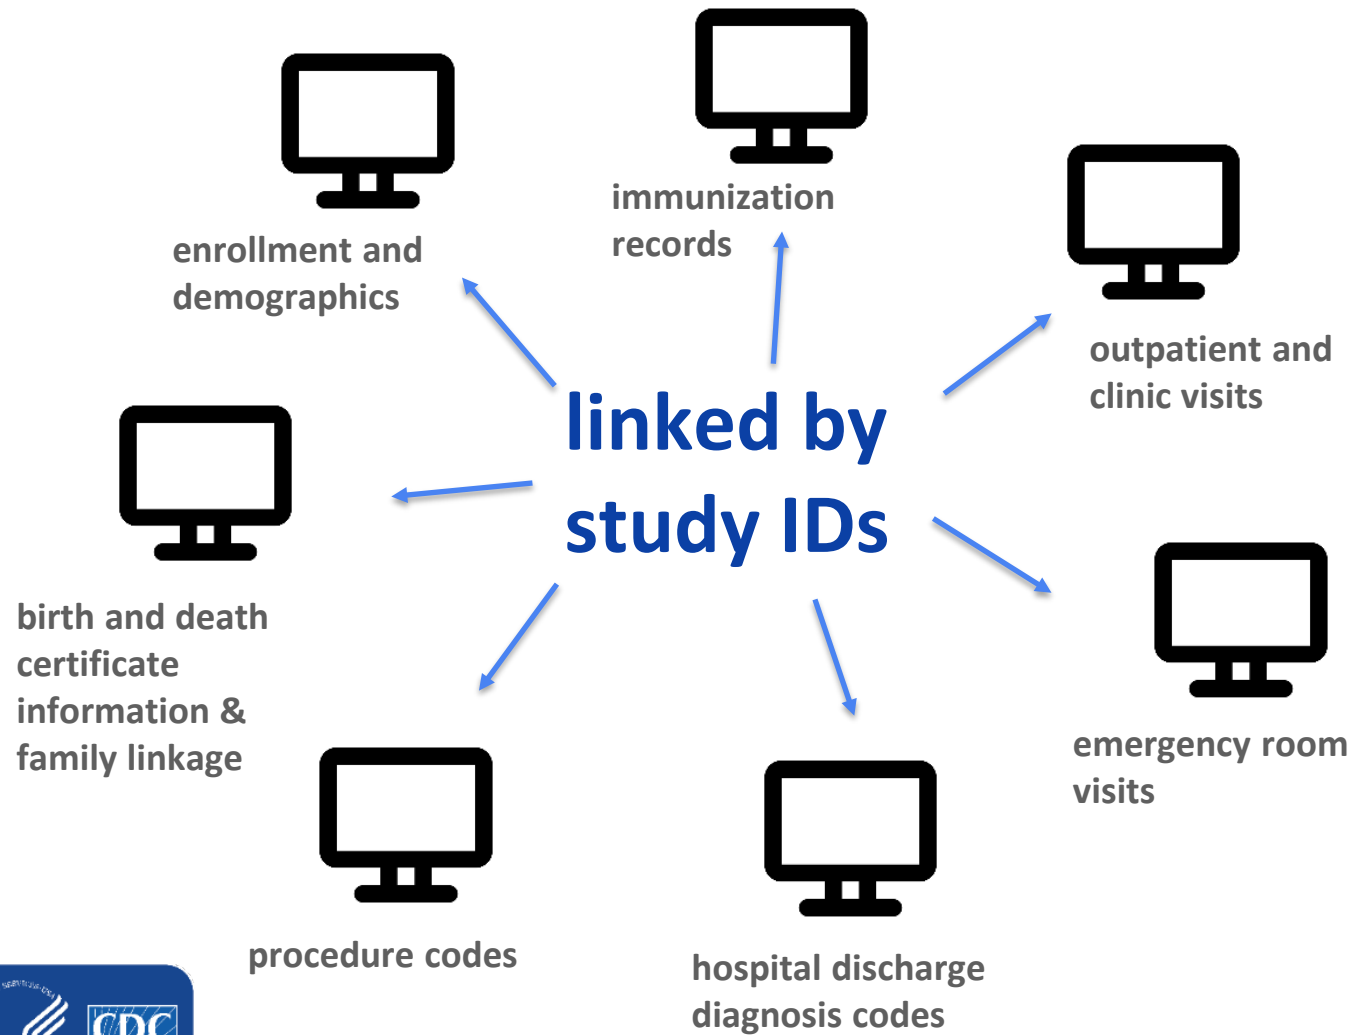 immunization
records
enrollment and
demographics
outpatient and
clinic visits
linked by
study IDs
birth and death
certificate
information &
family linkage
emergency room
visits
procedure codes
hospital discharge
diagnosis codes
CDC